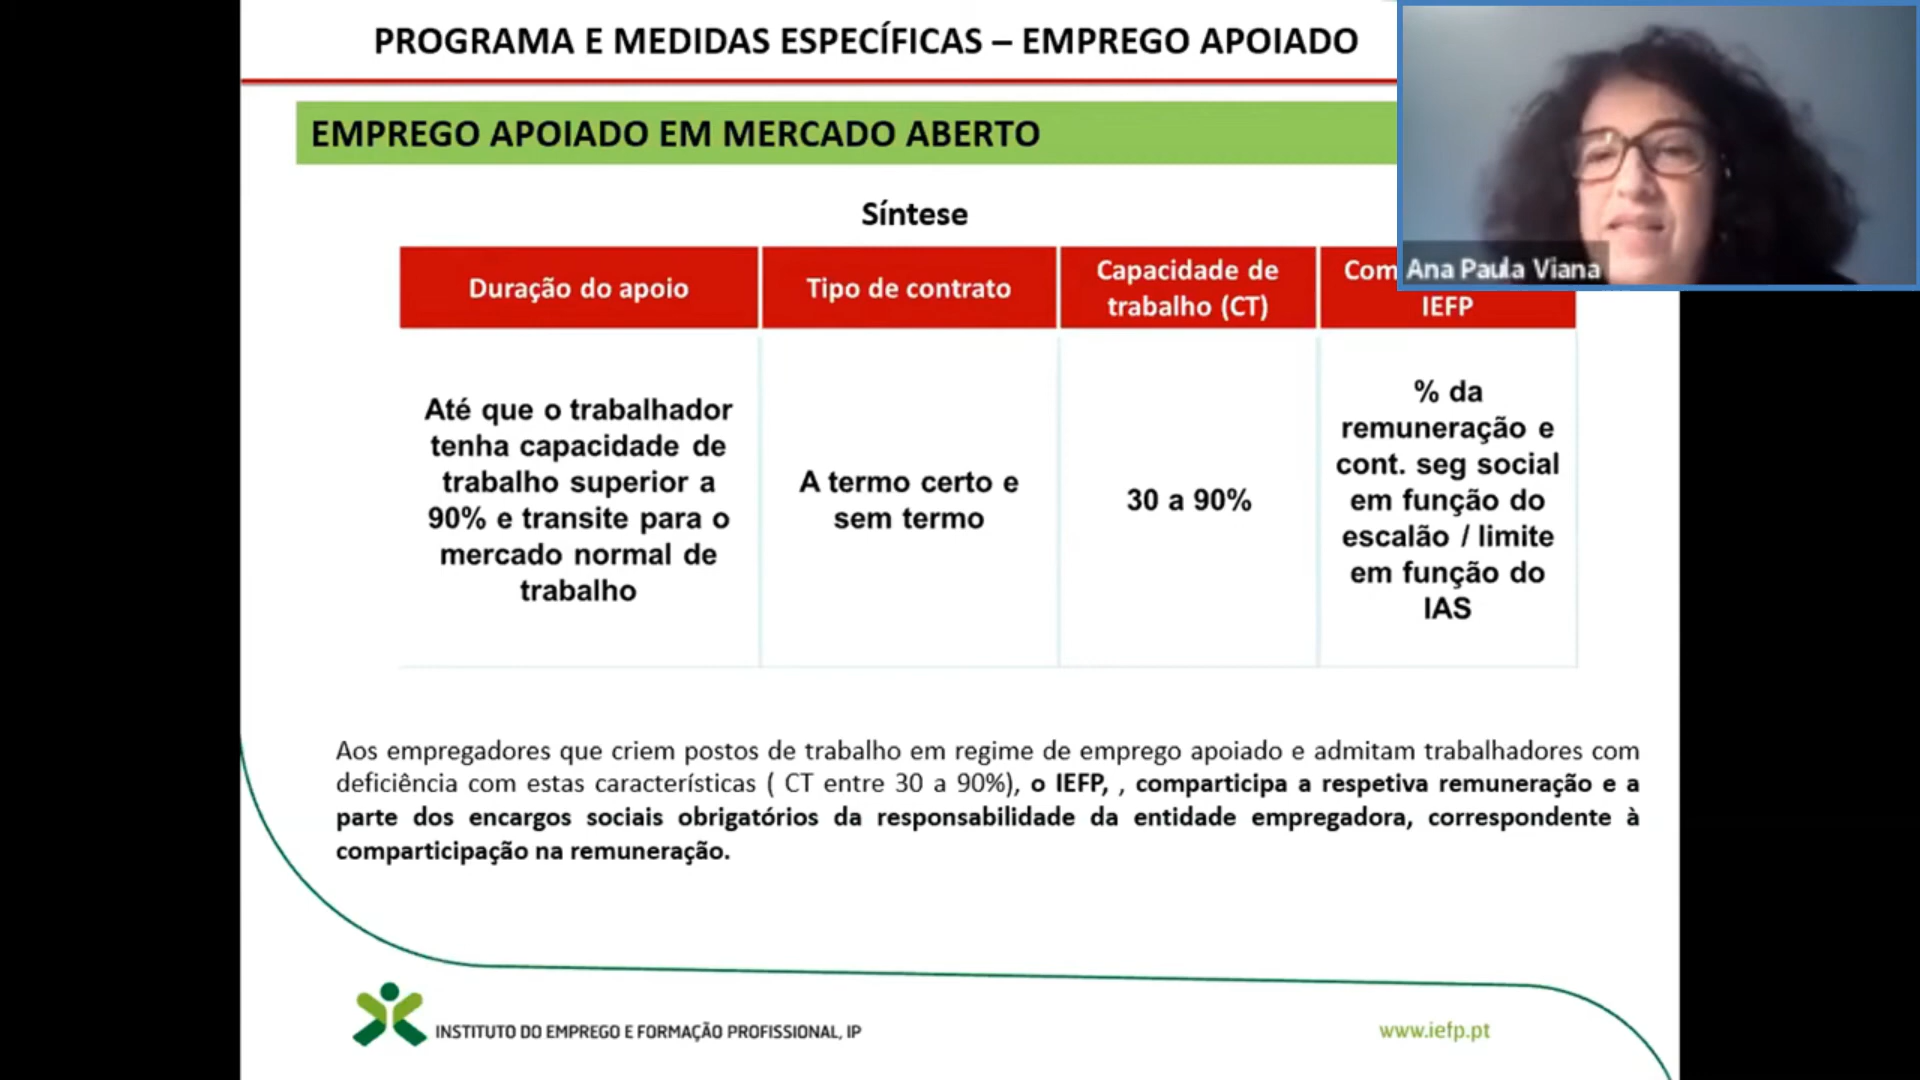 PROGRAMA E MEDIDAS ESPECÍFICAS – EMPREGO APOIADO
EMPREGO APOIADO EM MERCADO ABERTO
Síntese
Duração do apoio
Tipo de contrato
Capacidade de
trabalho (CT)
IEFP
Ana Paula Viana
Até que o trabalhador
tenha capacidade de
trabalho superior a
90% e transite para o
mercado normal de
trabalho
A termo certo e
sem termo
30 a 90%
% da
remuneração e
cont. seg social
em função do
escalão / limite
em função do
IAS
Aos empregadores que criem postos de trabalho em regime de emprego apoiado e admitam trabalhadores com
deficiência com estas características ( CT entre 30 a 90%), o IEFP, , comparticipa a respetiva remuneração e a
parte dos encargos sociais obrigatórios da responsabilidade da entidade empregadora, correspondente à
comparticipação na remuneração.
INSTITUTO DO EMPREGO E FORMAÇÃO PROFISSIONAL, IP
www.iefp.pt